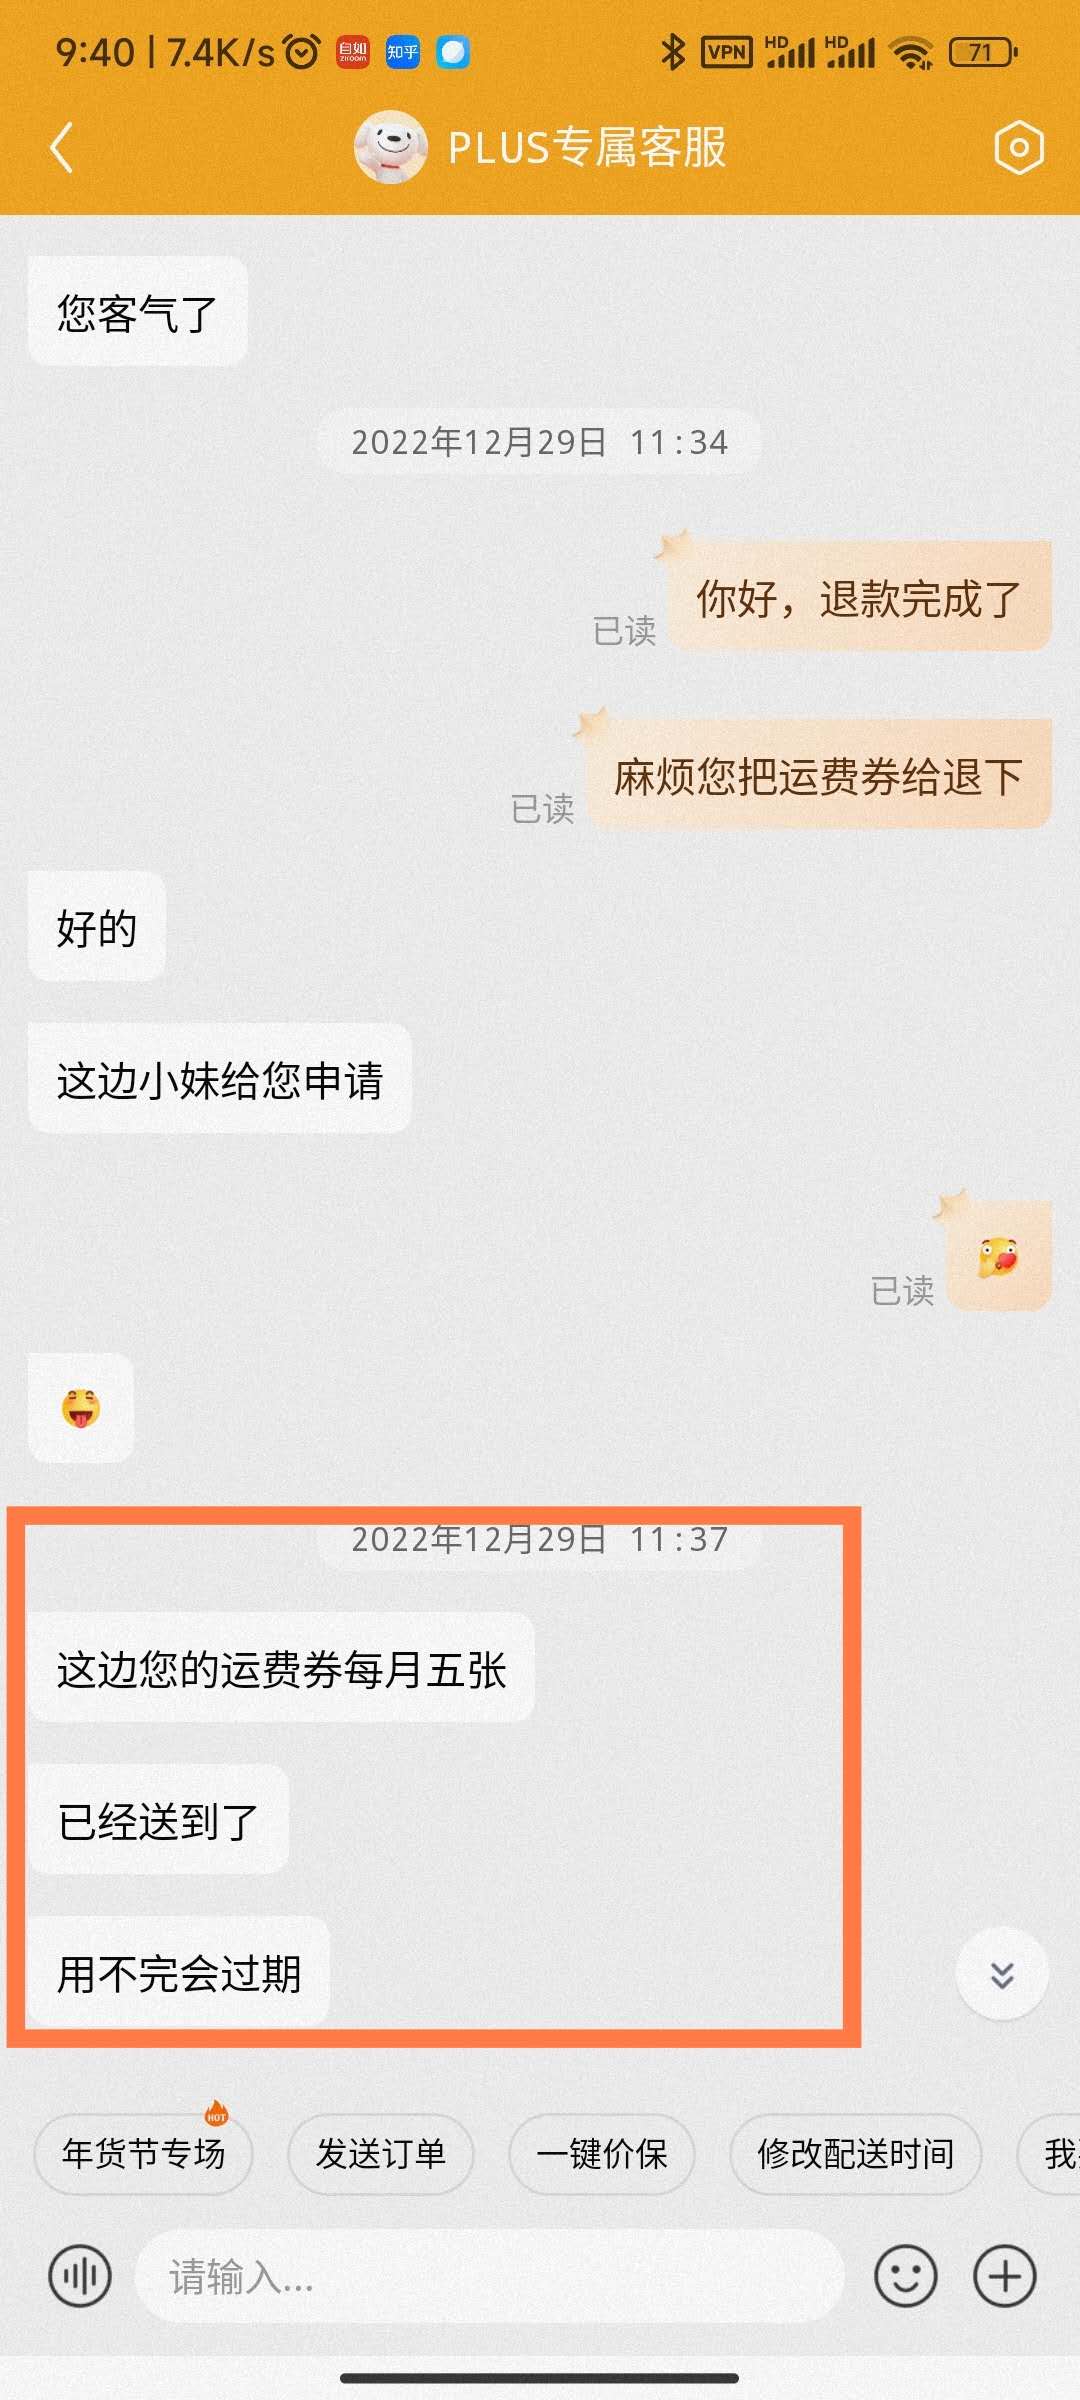 9:40 | 7.4K/s 自如 ziroom 知乎 VPN HD HD 71
PLUS专属客服
您客气了
2022年12月29日 11:34
你好，退款完成了
已读
麻烦您把运费券给退下
已读
好的
这边小妹给您申请
已读
2022年12月29日 11:37
这边您的运费券每月五张
已经送到了
用不完会过期
HOT
年货节专场 发送订单 一键价保 修改配送时间 我
请输入...